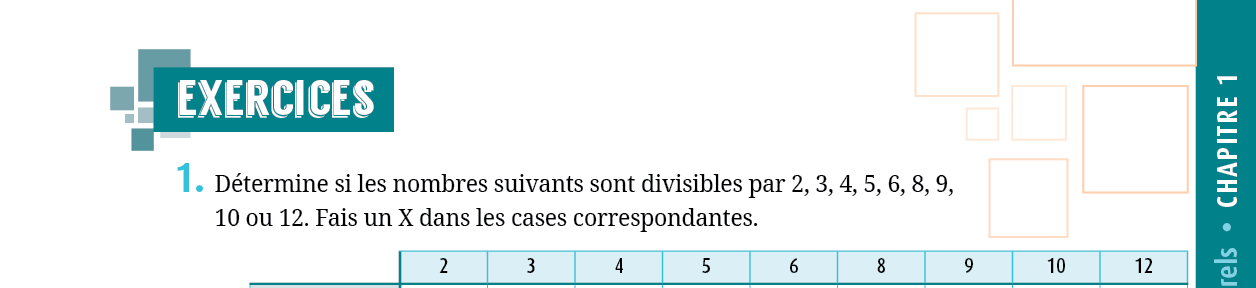 EXERCICES
1. Détermine si les nombres suivants sont divisibles par 2, 3, 4, 5, 6, 8, 9,
10 ou 12. Fais un X dans les cases correspondantes.
2 3 4 5 6 8 9 10 12
rels • CHAPITRE 1